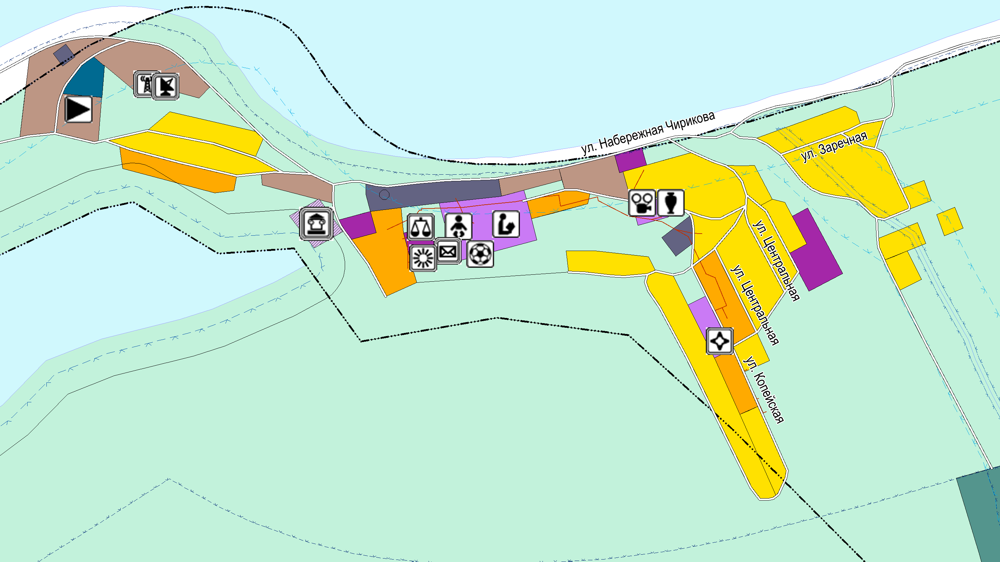 ул. Набережная Чирикова
ул. Заречная
ул. Центральная
ул. Центральная
ул. Копейская